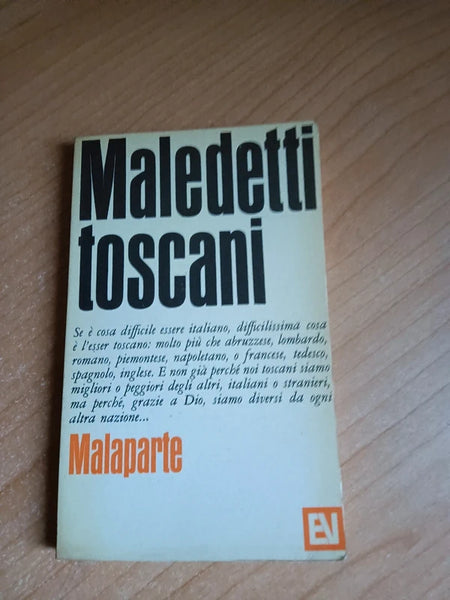 Maledetti
toscani
Se è cosa difficile essere italiano, difficilissima cosa
è l'esser toscano: molto più che abruzzese, lombardo,
romano, piemontese, napoletano, o francese, tedesco,
spagnolo, inglese. E non già perché noi toscani siamo
migliori o peggiori degli altri, italiani o stranieri,
ma perché, grazie a Dio, siamo diversi da ogni
altra nazione...
Malaparte
EV